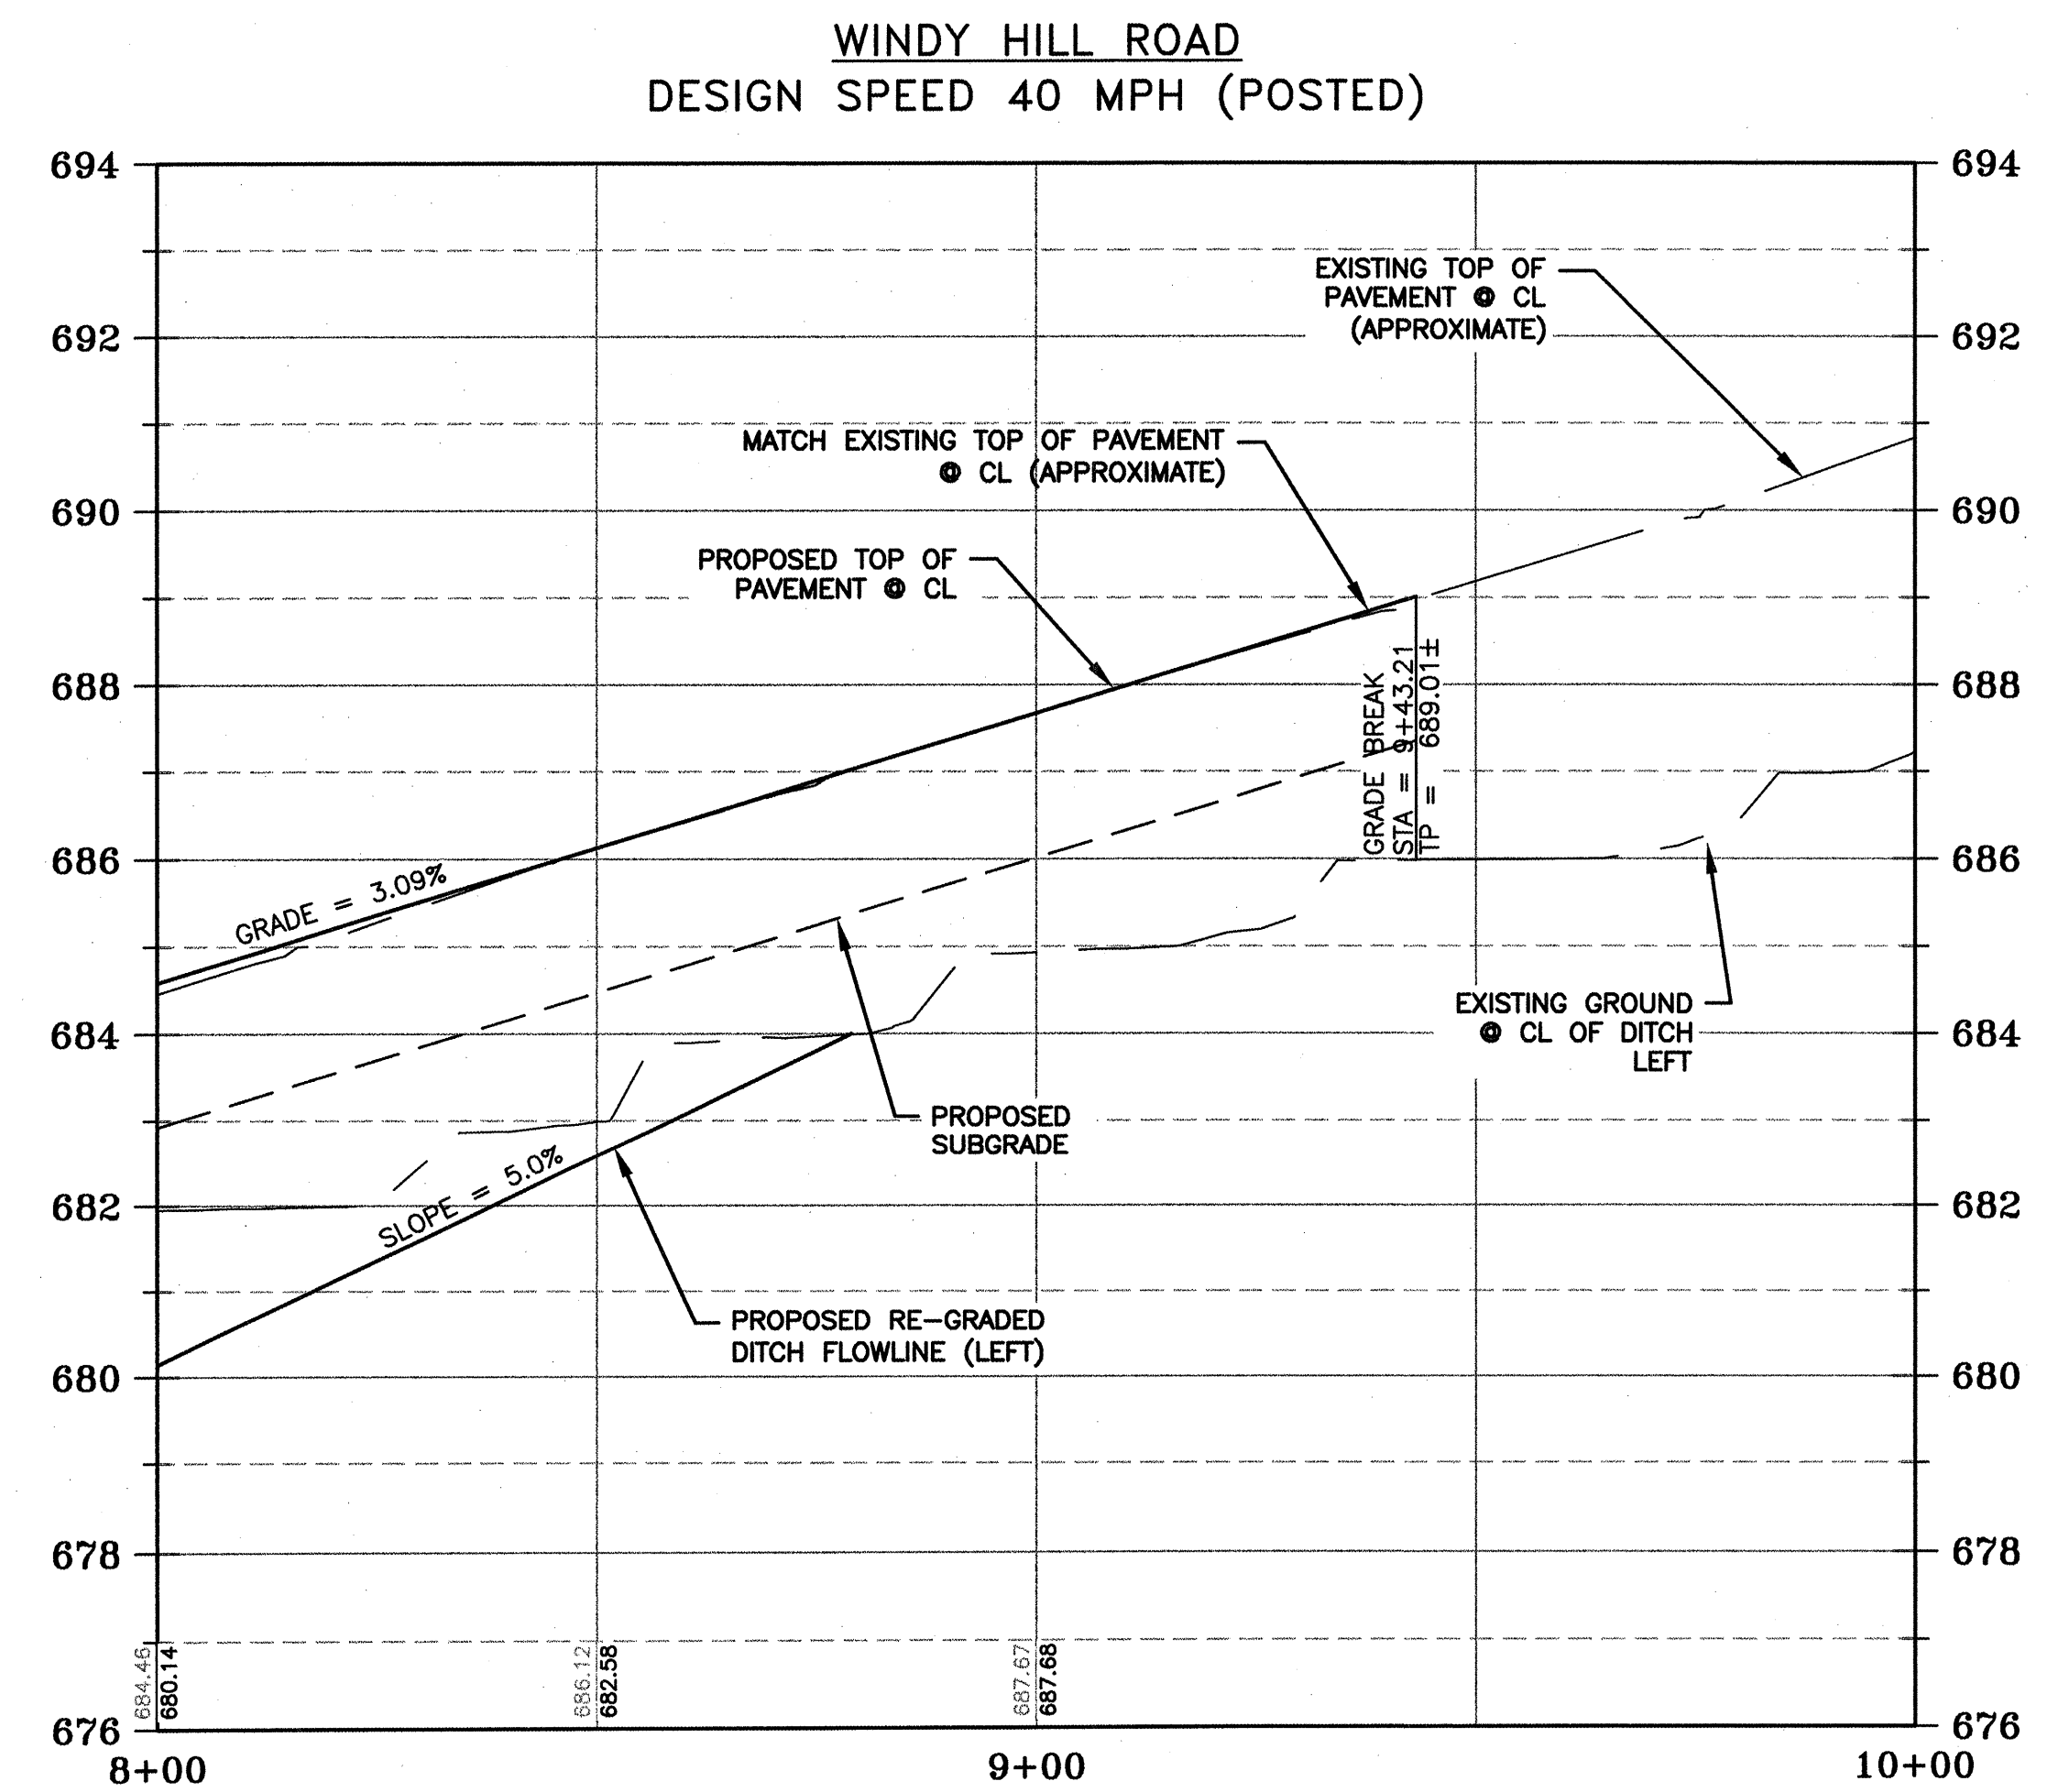 WINDY HILL ROAD
DESIGN SPEED 40 MPH (POSTED)
694
694
EXISTING TOP OF
PAVEMENT @ CL
(APPROXIMATE)
692
692
MATCH EXISTING TOP OF PAVEMENT
@ CL (APPROXIMATE)
690
690
PROPOSED TOP OF
PAVEMENT @ CL
688
688
GRADE BREAK
STA = 9+43.21
TP = 689.01±
686
686
GRADE = 3.09%
EXISTING GROUND
@ CL OF DITCH
LEFT
684
684
PROPOSED
SUBGRADE
SLOPE = 5.0%
682
682
PROPOSED RE-GRADED
DITCH FLOWLINE (LEFT)
680
680
678
678
684.46
680.14
686.12
682.58
687.67
687.68
676
676
8+00
9+00
10+00